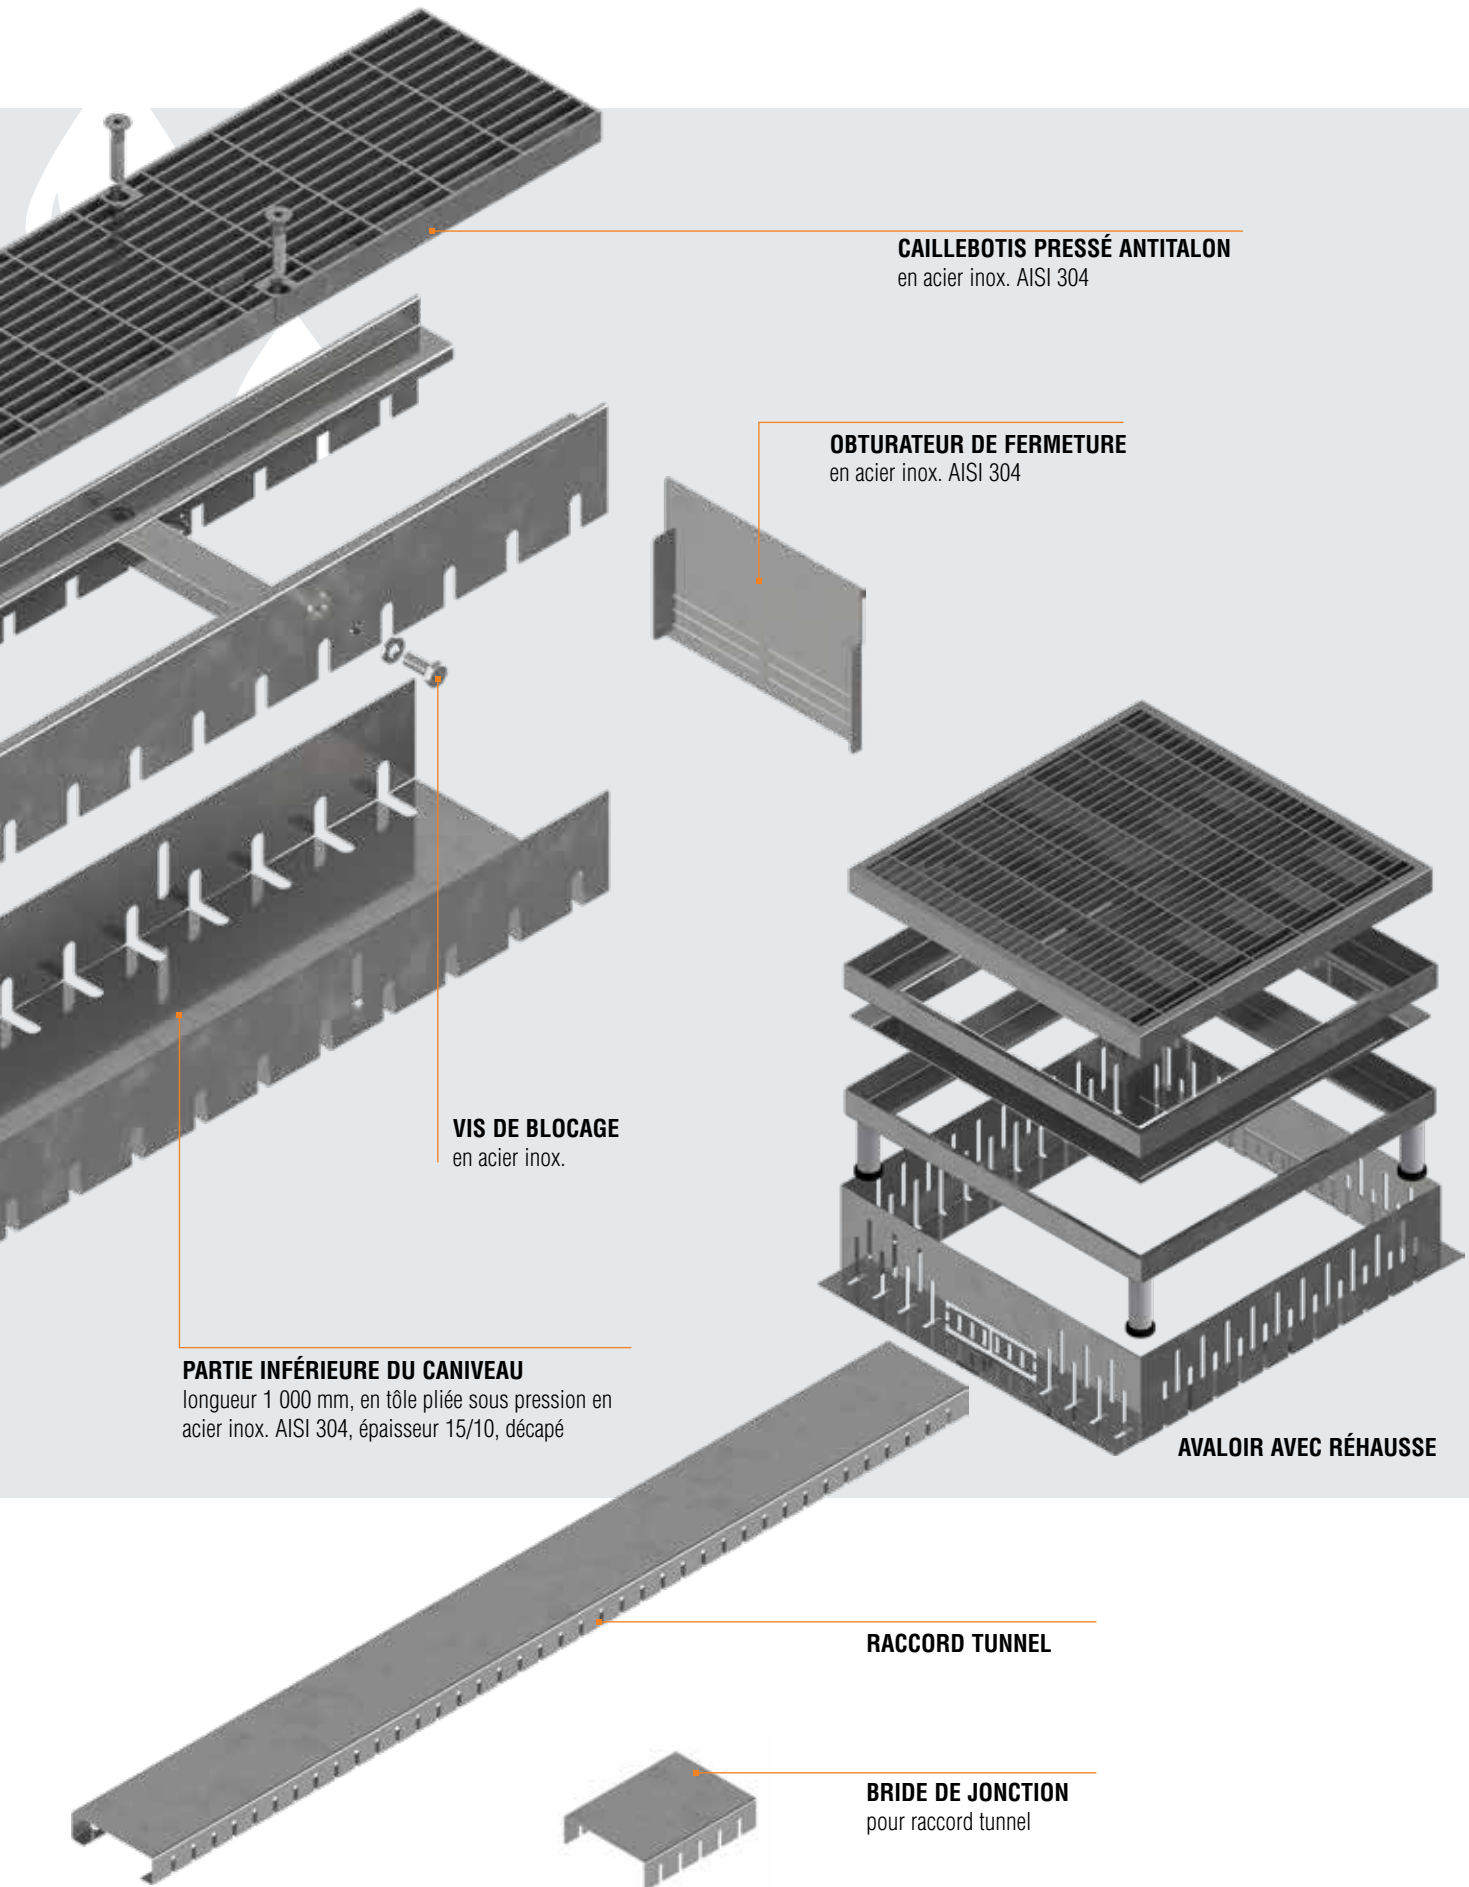 CAILLEBOTIS PRESSÉ ANTITALON
en acier inox. AISI 304
OBTURATEUR DE FERMETURE
en acier inox. AISI 304
VIS DE BLOCAGE
en acier inox.
PARTIE INFÉRIEURE DU CANIVEAU
longueur 1 000 mm, en tôle pliée sous pression en
acier inox. AISI 304, épaisseur 15/10, décapé
AVALOIR AVEC RÉHAUSSE
RACCORD TUNNEL
BRIDE DE JONCTION
pour raccord tunnel